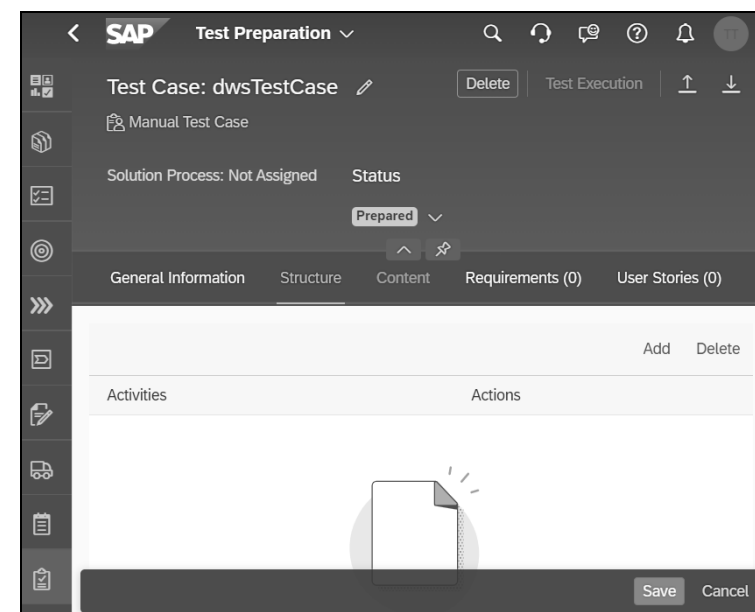 SAP Test Preparation
TT
Test Case: dwsTestCase
Delete Test Execution
Manual Test Case
Solution Process: Not Assigned Status
Prepared
General Information Structure Content Requirements (0) User Stories (0)
Add Delete
Activities Actions
Save Cancel